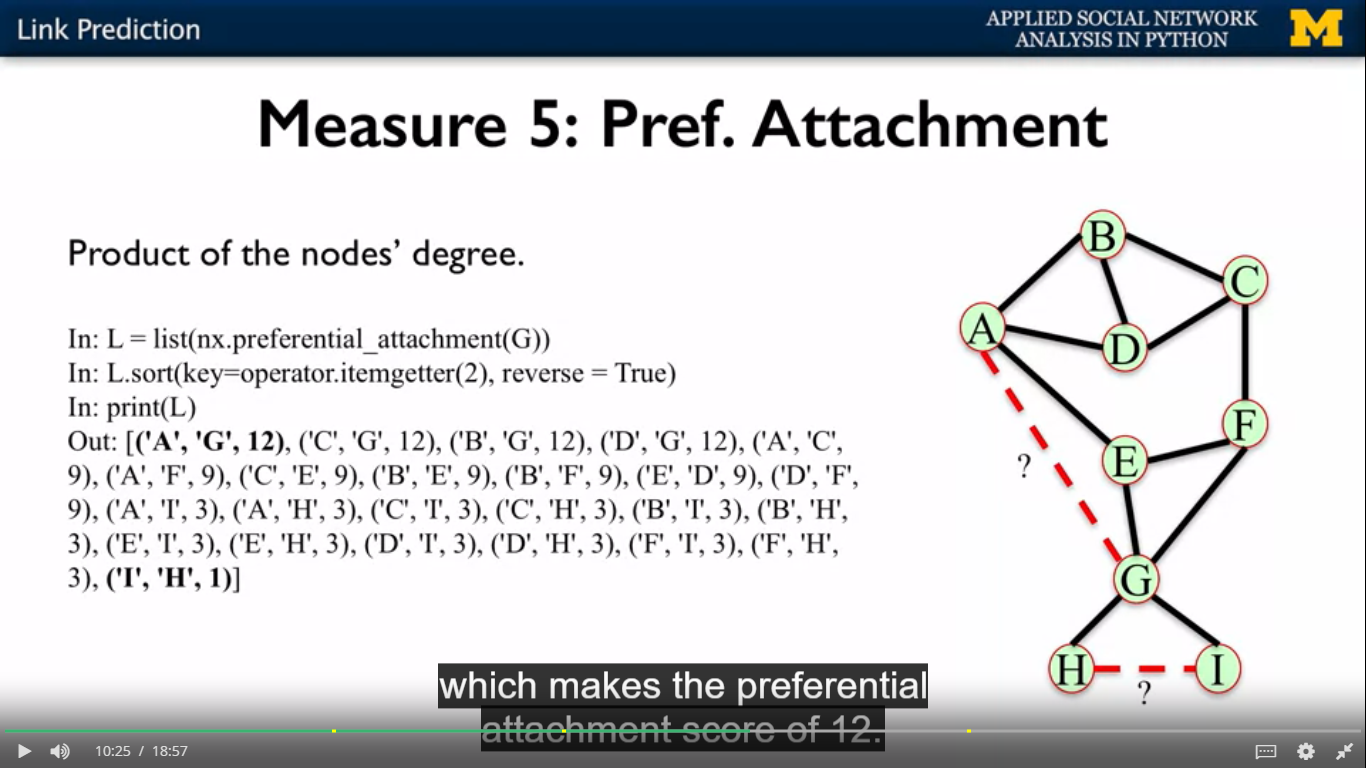 Link Prediction
APPLIED SOCIAL NETWORK
ANALYSIS IN PYTHON
M
Measure 5: Pref. Attachment
Product of the nodes’ degree.
In: L = list(nx.preferential_attachment(G))
In: L.sort(key=operator.itemgetter(2), reverse = True)
In: print(L)
Out: [('A', 'G', 12), ('C', 'G', 12), ('B', 'G', 12), ('D', 'G', 12), ('A', 'C',
9), ('A', 'F', 9), ('C', 'E', 9), ('B', 'E', 9), ('B', 'F', 9), ('E', 'D', 9), ('D', 'F',
9), ('A', 'I', 3), ('A', 'H', 3), ('C', 'I', 3), ('C', 'H', 3), ('B', 'I', 3), ('B', 'H',
3), ('E', 'I', 3), ('E', 'H', 3), ('D', 'I', 3), ('D', 'H', 3), ('F', 'I', 3), ('F', 'H',
3), ('I', 'H', 1)]
B
C
A
D
F
E
?
G
H
I
?
which makes the preferential
attachment score of 12.
10:25 / 18:57